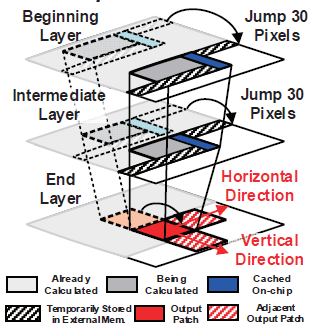 Beginning
Layer
Jump 30
Pixels
Intermediate
Layer
Jump 30
Pixels
End
Layer
Horizontal
Direction
Vertical
Direction
Already
Calculated
Being
Calculated
Cached
On-chip
Temporarily Stored
in External Mem.
Output
Patch
Adjacent
Output Patch